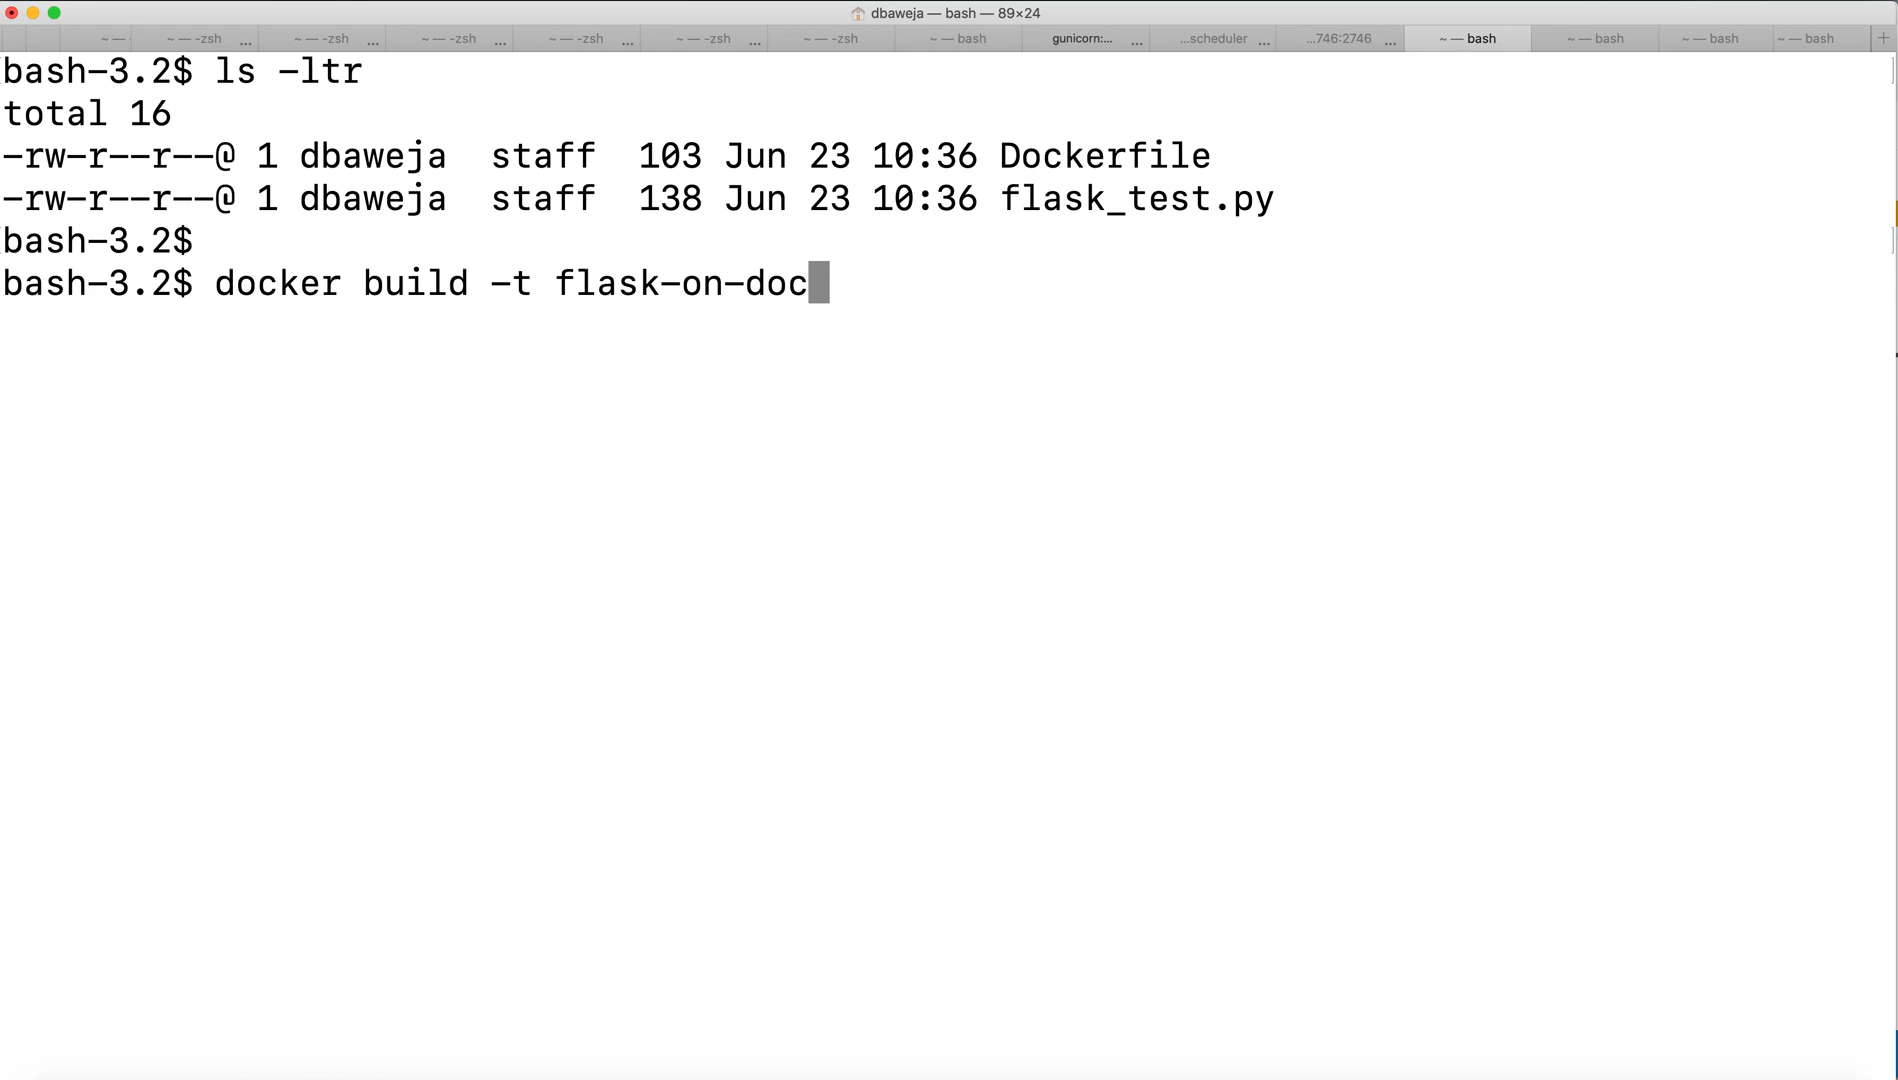 dbaweja — bash — 89×24
~ — ~ — -zsh ... ~ — -zsh ... ~ — -zsh ... ~ — -zsh ... ~ — -zsh ... ~ — -zsh ~ — bash gunicorn:... ... ...scheduler ... ...746:2746 ... ~ — bash ~ — bash ~ — bash ~ — bash +
bash-3.2$ ls -ltr
total 16
-rw-r--r--@ 1 dbaweja  staff  103 Jun 23 10:36 Dockerfile
-rw-r--r--@ 1 dbaweja  staff  138 Jun 23 10:36 flask_test.py
bash-3.2$
bash-3.2$ docker build -t flask-on-doc